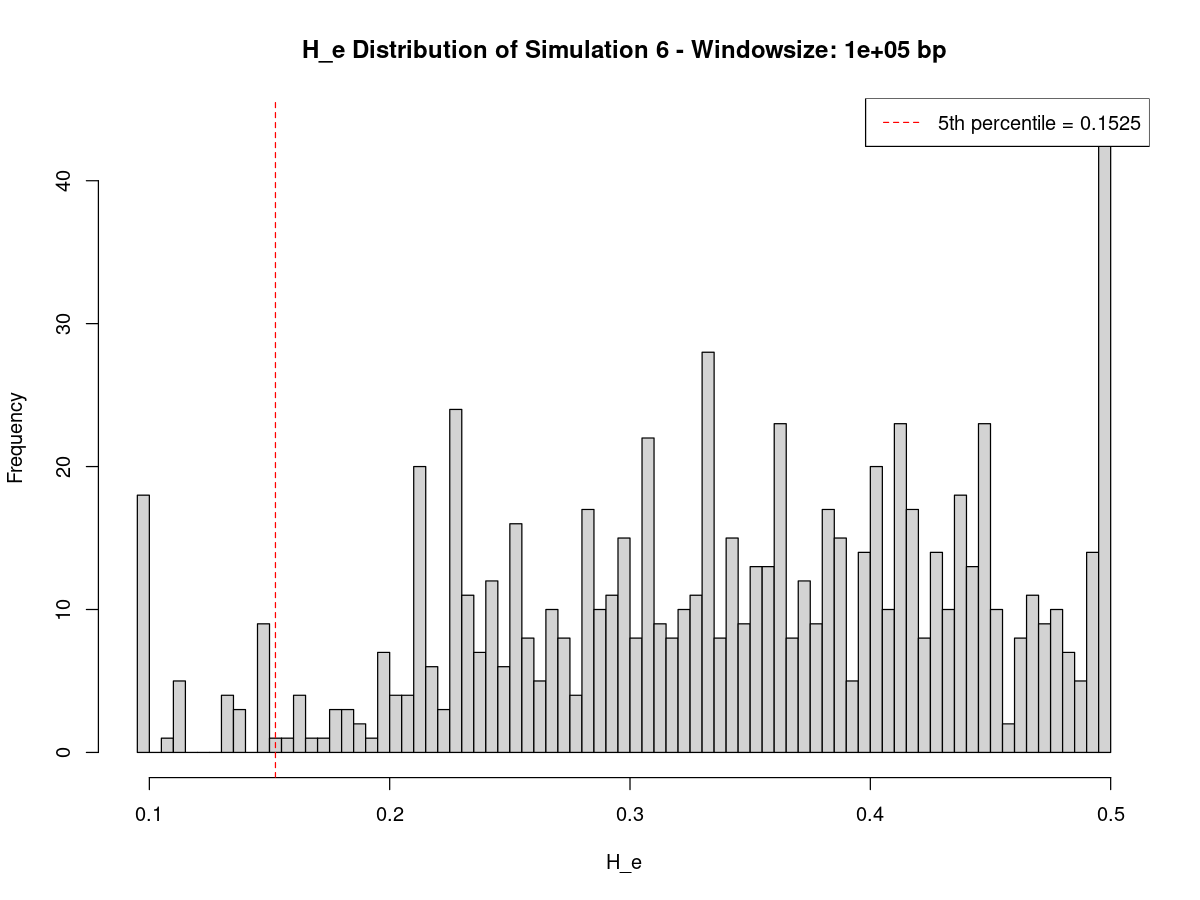 H_e Distribution of Simulation 6 - Windowsize: 1e+05 bp
5th percentile = 0.1525
Frequency
40
30
20
10
0
0.1 0.2 0.3 0.4 0.5
H_e